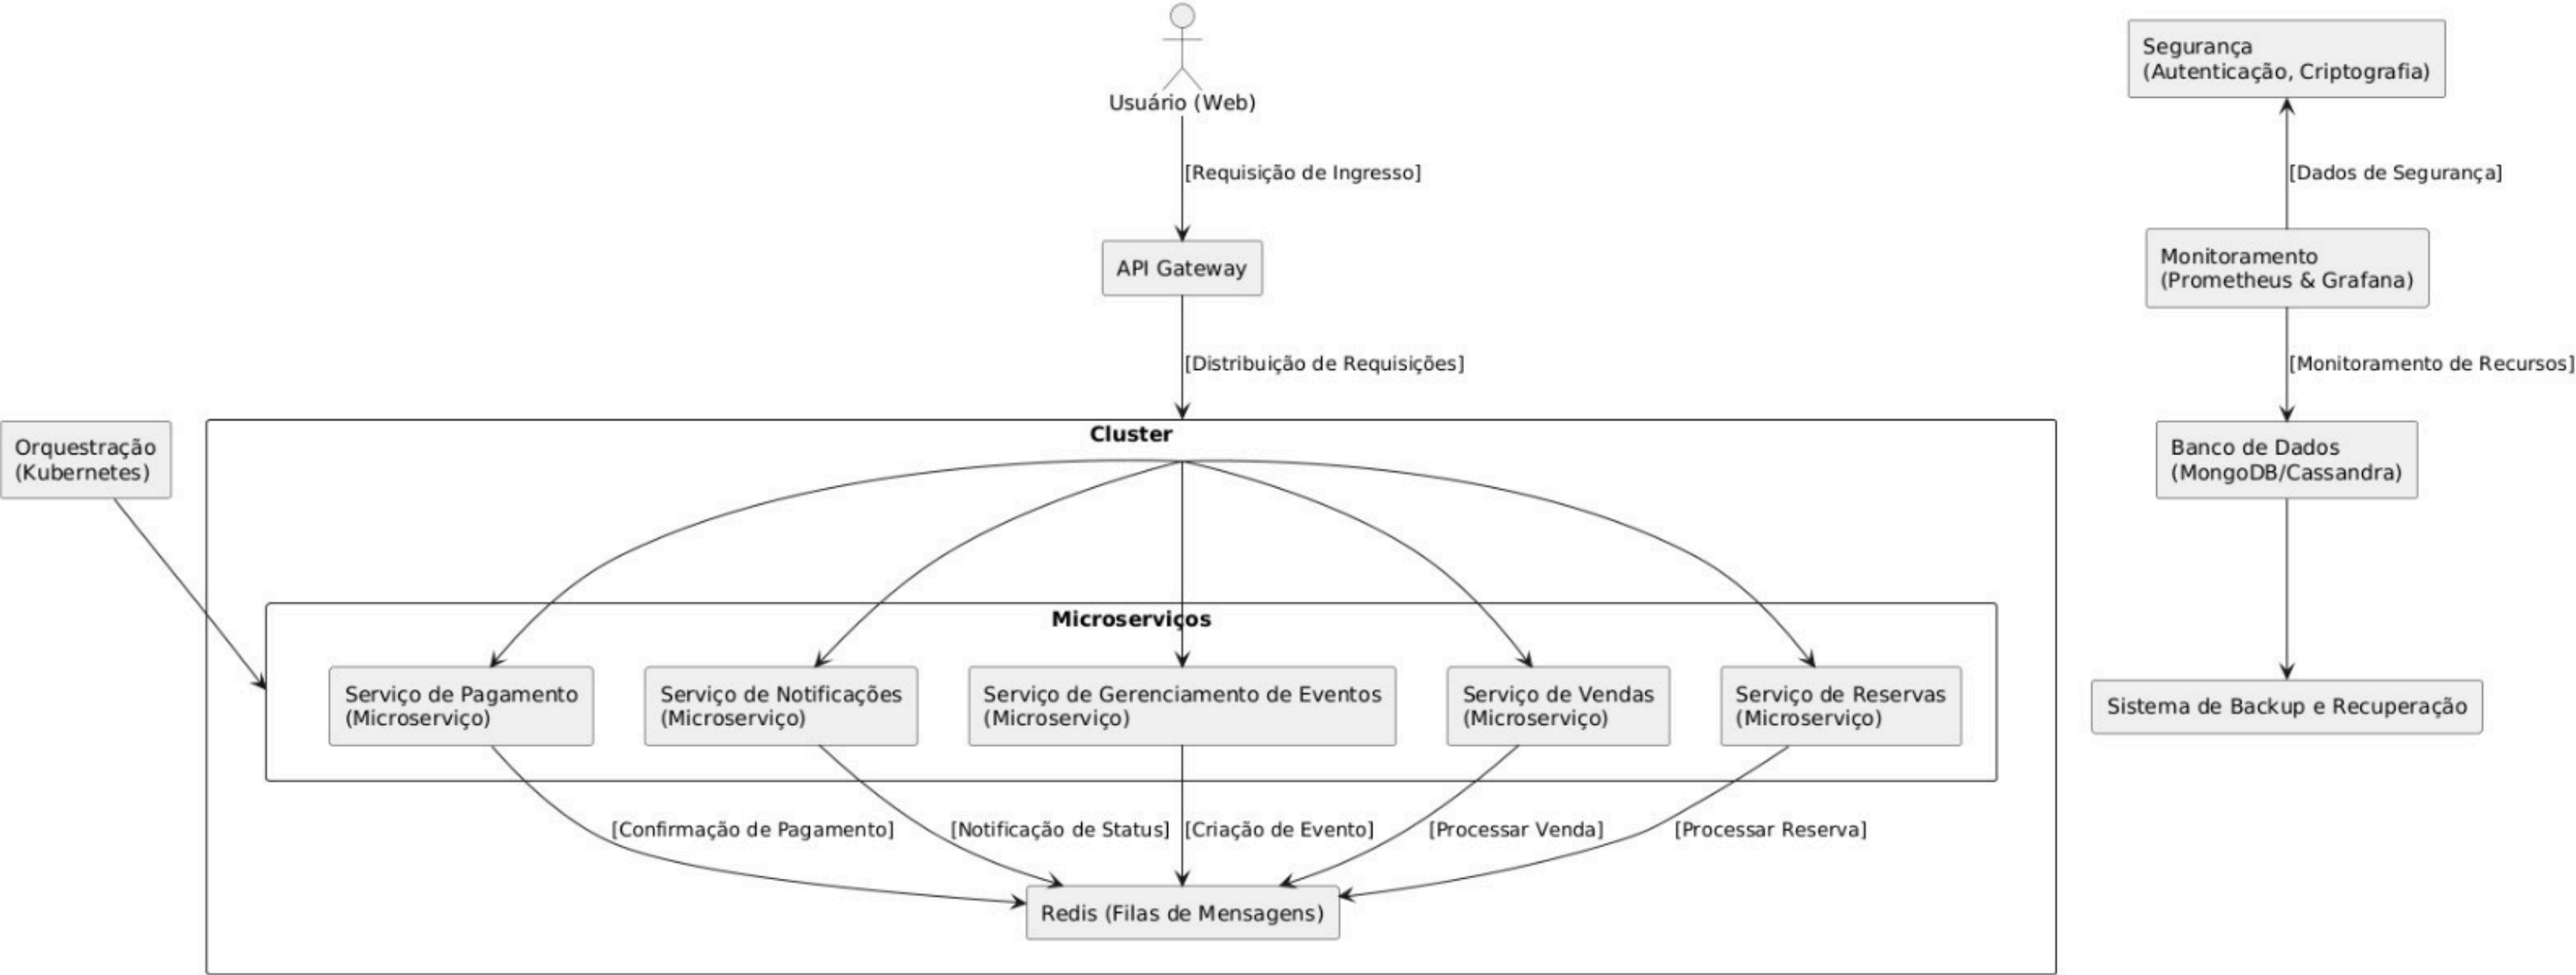 Usuário (Web)
Segurança
(Autenticação, Criptografia)
[Requisição de Ingresso]
[Dados de Segurança]
API Gateway
Monitoramento
(Prometheus & Grafana)
[Distribuição de Requisições]
[Monitoramento de Recursos]
Orquestração
(Kubernetes)
Cluster
Banco de Dados
(MongoDB/Cassandra)
Microserviços
Serviço de Pagamento
(Microserviço)
Serviço de Notificações
(Microserviço)
Serviço de Gerenciamento de Eventos
(Microserviço)
Serviço de Vendas
(Microserviço)
Serviço de Reservas
(Microserviço)
Sistema de Backup e Recuperação
[Confirmação de Pagamento]
[Notificação de Status]
[Criação de Evento]
[Processar Venda]
[Processar Reserva]
Redis (Filas de Mensagens)